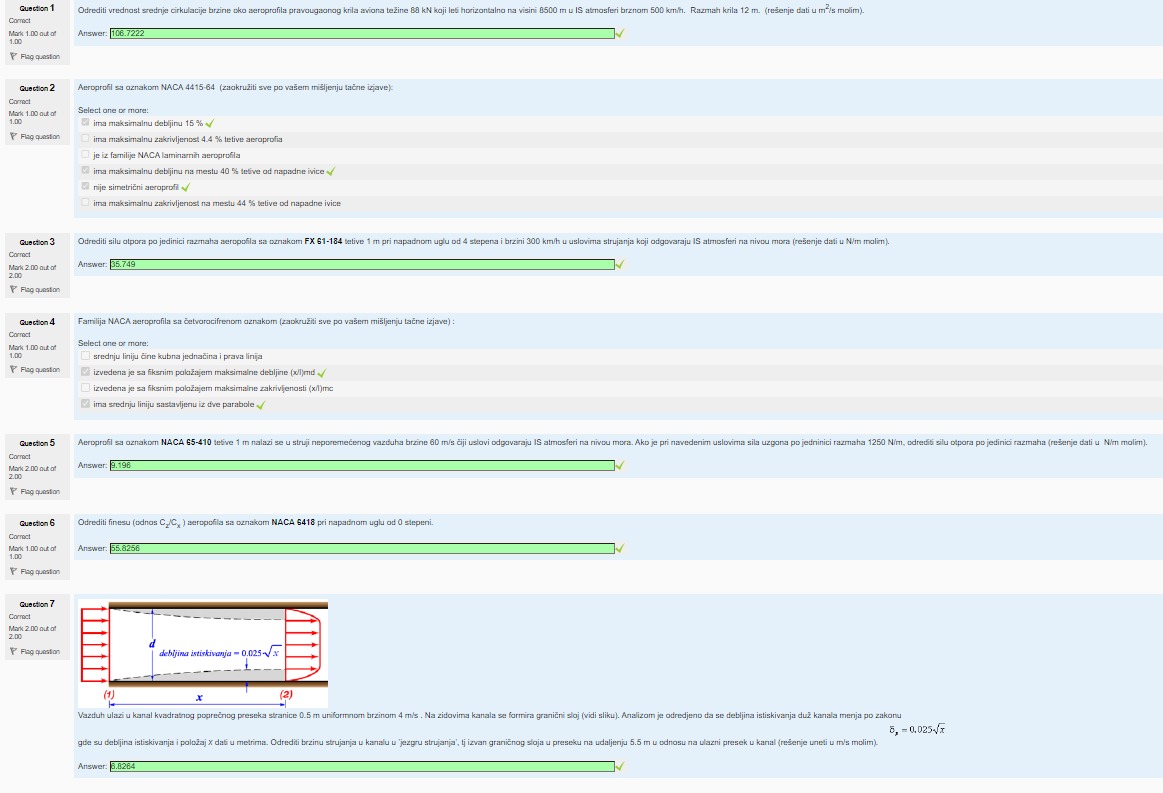 Question 1
Correct
Mark 1.00 out of
1.00
Flag question
Odrediti vrednost srednje cirkulacije brzine oko aeroprofila pravougaonog krila aviona težine 88 kN koji leti horizontalno na visini 8500 m u IS atmosferi brznom 500 km/h. Razmah krila 12 m. (rešenje dati u m²/s molim).
Answer: 106.7222
Question 2
Correct
Mark 1.00 out of
1.00
Flag question
Aeroprofil sa oznakom NACA 4415-64 (zaokružiti sve po vašem mišljenju tačne izjave):
Select one or more:
ima maksimalnu debljinu 15 %
ima maksimalnu zakrivljenost 4.4 % tetive aeroprofia
je iz familije NACA laminarnih aeroprofila
ima maksimalnu debljinu na mestu 40 % tetive od napadne ivice
nije simetrični aeroprofil
ima maksimalnu zakrivljenost na mestu 44 % tetive od napadne ivice
Question 3
Correct
Mark 2.00 out of
2.00
Flag question
Odrediti silu otpora po jedinici razmaha aeropofila sa oznakom FX 61-184 tetive 1 m pri napadnom uglu od 4 stepena i brzini 300 km/h u uslovima strujanja koji odgovaraju IS atmosferi na nivou mora (rešenje dati u N/m molim).
Answer: 35.749
Question 4
Correct
Mark 1.00 out of
1.00
Flag question
Familija NACA aeroprofila sa četvorocifrenom oznakom (zaokružiti sve po vašem mišljenju tačne izjave) :
Select one or more:
srednju liniju čine kubna jednačina i prava linija
izvedena je sa fiksnim položajem maksimalne debljine (x/l)md
izvedena je sa fiksnim položajem maksimalne zakrivljenosti (x/l)mc
ima srednju liniju sastavljenu iz dve parabole
Question 5
Correct
Mark 2.00 out of
2.00
Flag question
Aeroprofil sa oznakom NACA 65-410 tetive 1 m nalazi se u struji neporemećenog vazduha brzine 60 m/s čiji uslovi odgovaraju IS atmosferi na nivou mora. Ako je pri navedenim uslovima sila uzgona po jedninici razmaha 1250 N/m, odrediti silu otpora po jedinici razmaha (rešenje dati u N/m molim).
Answer: 9.196
Question 6
Correct
Mark 1.00 out of
1.00
Flag question
Odrediti finesu (odnos Cz/Cx ) aeropofila sa oznakom NACA 6418 pri napadnom uglu od 0 stepeni.
Answer: 55.8256
Question 7
Correct
Mark 2.00 out of
2.00
Flag question
d
debljina istiskivanja = 0.025√x
(1)
x
(2)
Vazduh ulazi u kanal kvadratnog poprečnog preseka stranice 0.5 m uniformnom brzinom 4 m/s . Na zidovima kanala se formira granični sloj (vidi sliku). Analizom je odredjeno da se debljina istiskivanja duž kanala menja po zakonu
δ* = 0.025√x
gde su debljina istiskivanja i položaj x dati u metrima. Odrediti brzinu strujanja u kanalu u 'jezgru strujanja', tj izvan graničnog sloja u preseku na udaljenju 5.5 m u odnosu na ulazni presek u kanal (rešenje uneti u m/s molim).
Answer: 6.8264